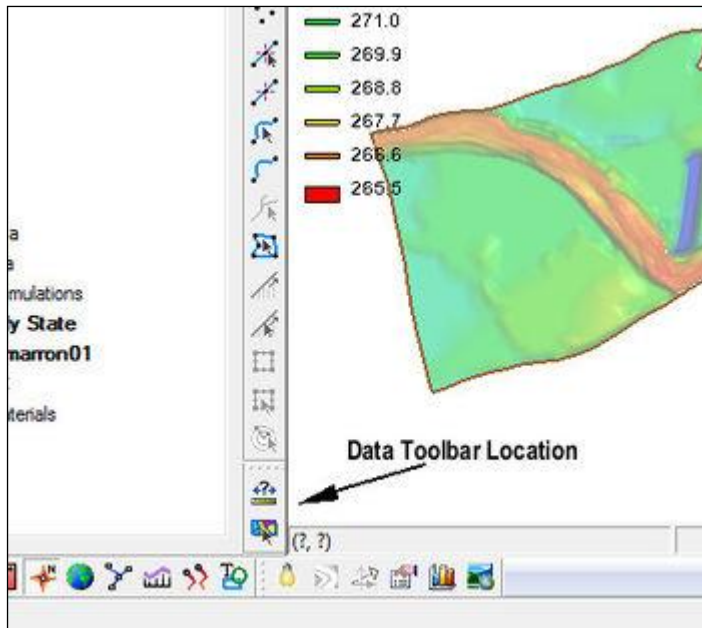 271.0
269.9
268.8
267.7
266.6
265.5
a
a
mulations
y State
marron01
terials
Data Toolbar Location
(?, ?)